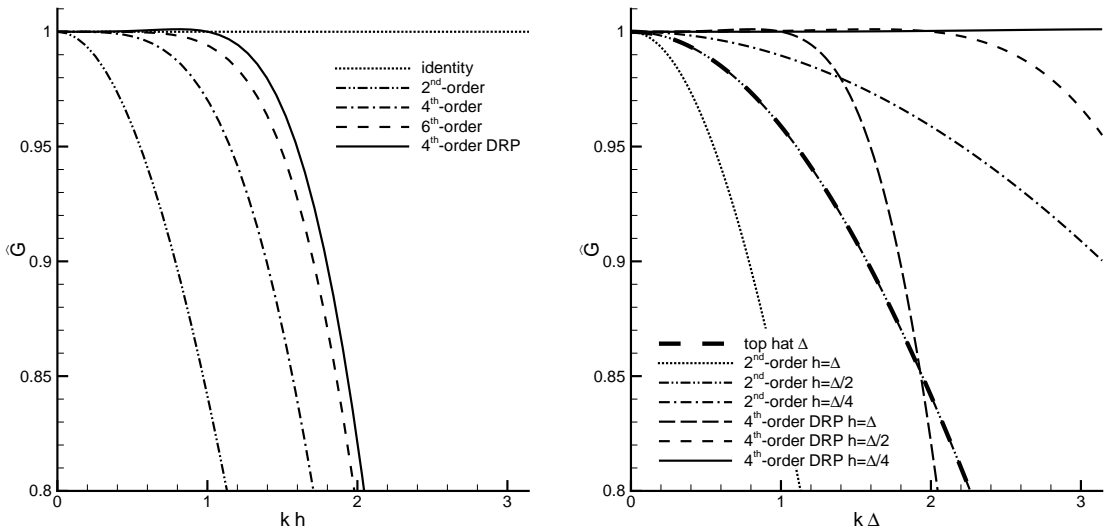 1
0.95
0.9
0.85
0.8
Ĝ
0
1
2
3
k h
identity
2nd-order
4th-order
6th-order
4th-order DRP
1
0.95
0.9
0.85
0.8
Ĝ
0
1
2
3
k Δ
top hat Δ
2nd-order h=Δ
2nd-order h=Δ/2
2nd-order h=Δ/4
4th-order DRP h=Δ
4th-order DRP h=Δ/2
4th-order DRP h=Δ/4